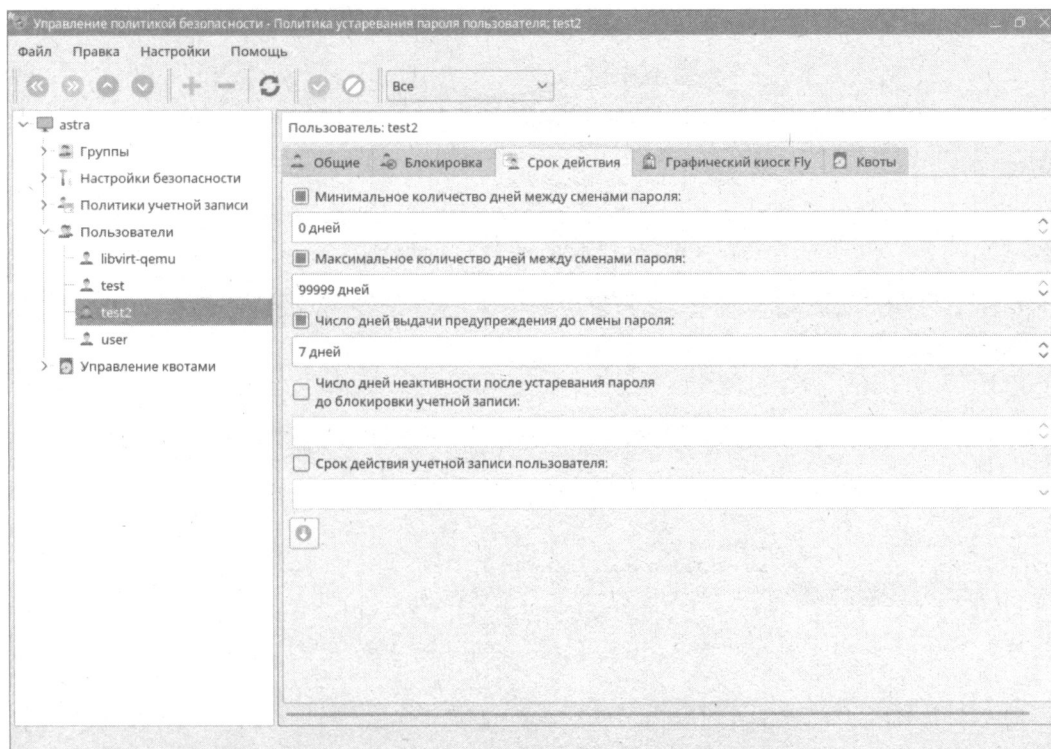 Управление политикой безопасности - Политика устаревания пароля пользователя: test2
Файл Правка Настройки Помощь
Все
astra
Группы
Настройки безопасности
Политики учетной записи
Пользователи
libvirt-qemu
test
test2
user
Управление квотами
Пользователь: test2
Общие Блокировка Срок действия Графический киоск Fly Квоты
Минимальное количество дней между сменами пароля:
0 дней
Максимальное количество дней между сменами пароля:
99999 дней
Число дней выдачи предупреждения до смены пароля:
7 дней
Число дней неактивности после устаревания пароля
до блокировки учетной записи:
Срок действия учетной записи пользователя: